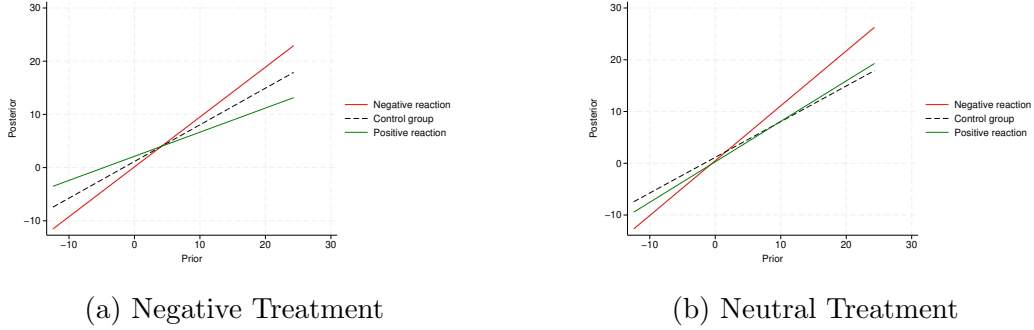 30
20
10
0
−10
Posterior
−10
0
10
20
30
Prior
Negative reaction
Control group
Positive reaction
(a) Negative Treatment
30
20
10
0
−10
Posterior
−10
0
10
20
30
Prior
Negative reaction
Control group
Positive reaction
(b) Neutral Treatment